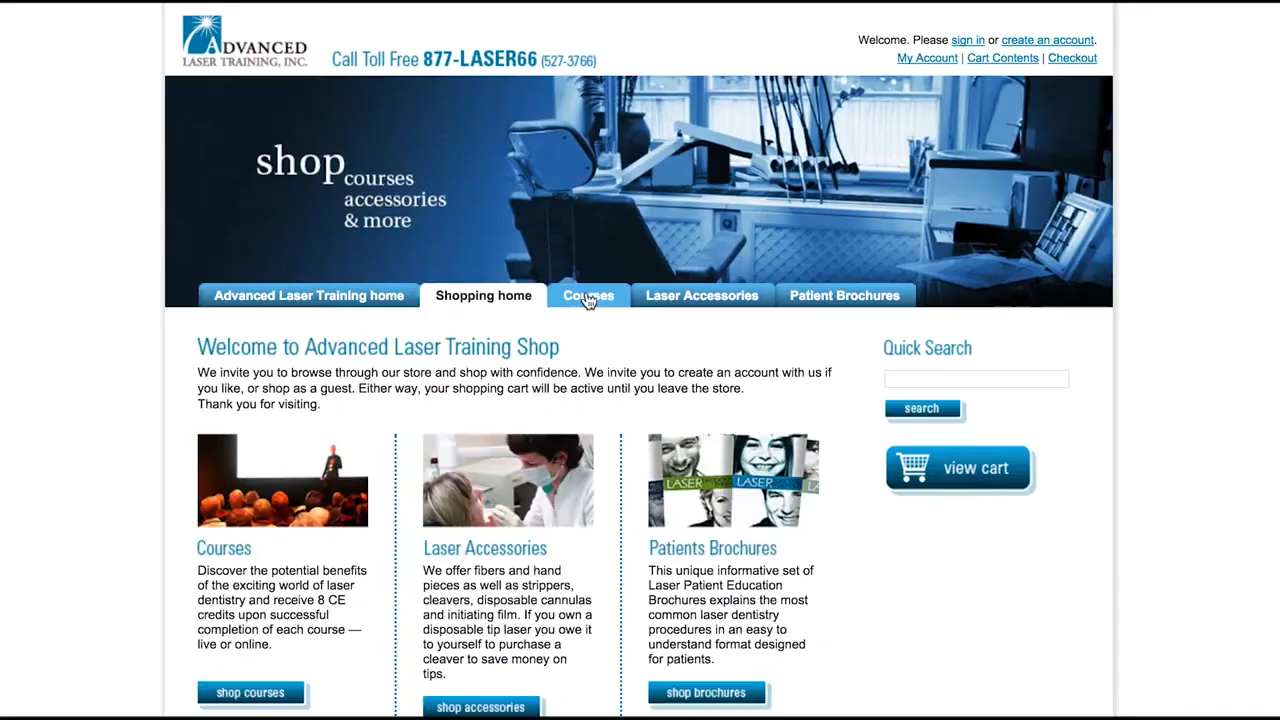 ADVANCED
LASER TRAINING, INC.
Call Toll Free 877-LASER66 (527-3766)
Welcome. Please sign in or create an account.
My Account | Cart Contents | Checkout
shop
courses
accessories
& more
Advanced Laser Training home
Shopping home
Courses
Laser Accessories
Patient Brochures
Welcome to Advanced Laser Training Shop
We invite you to browse through our store and shop with confidence. We invite you to create an account with us if
you like, or shop as a guest. Either way, your shopping cart will be active until you leave the store.
Thank you for visiting.
Quick Search
search
view cart
LASER
LASER
Courses
Discover the potential benefits
of the exciting world of laser
dentistry and receive 8 CE
credits upon successful
completion of each course —
live or online.
shop courses
Laser Accessories
We offer fibers and hand
pieces as well as strippers,
cleavers, disposable cannulas
and initiating film. If you own a
disposable tip laser you owe it
to yourself to purchase a
cleaver to save money on
tips.
shop accessories
Patients Brochures
This unique informative set of
Laser Patient Education
Brochures explains the most
common laser dentistry
procedures in an easy to
understand format designed
for patients.
shop brochures